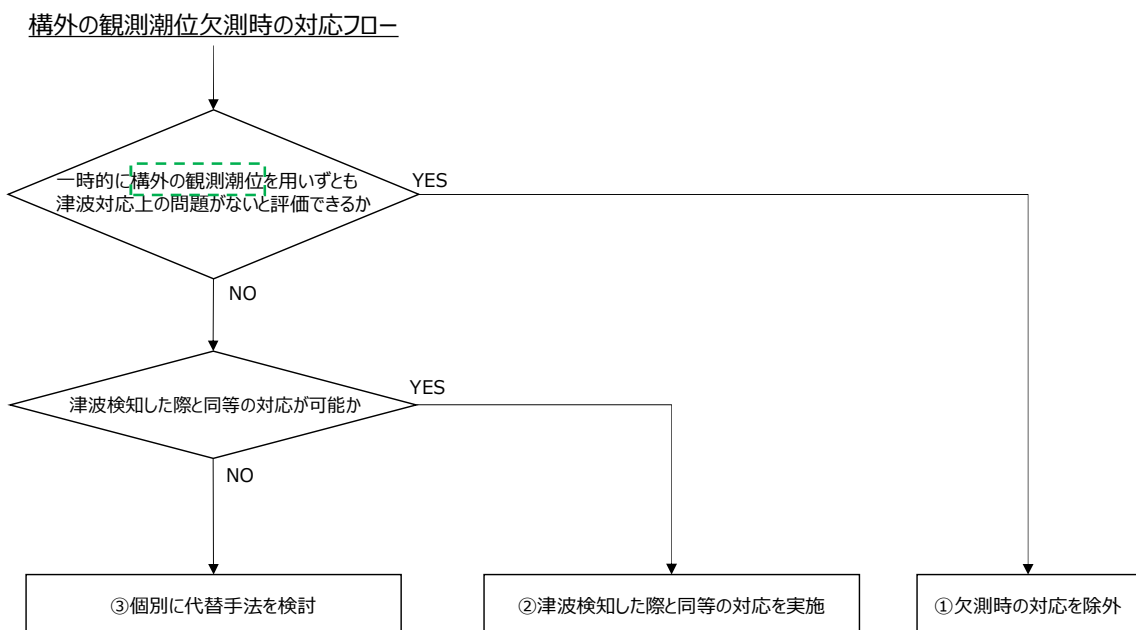 構外の観測潮位欠測時の対応フロー
一時的に構外の観測潮位を用いずとも
津波対応上の問題がないと評価できるか
YES
NO
津波検知した際と同等の対応が可能か
YES
NO
③個別に代替手法を検討
②津波検知した際と同等の対応を実施
①欠測時の対応を除外